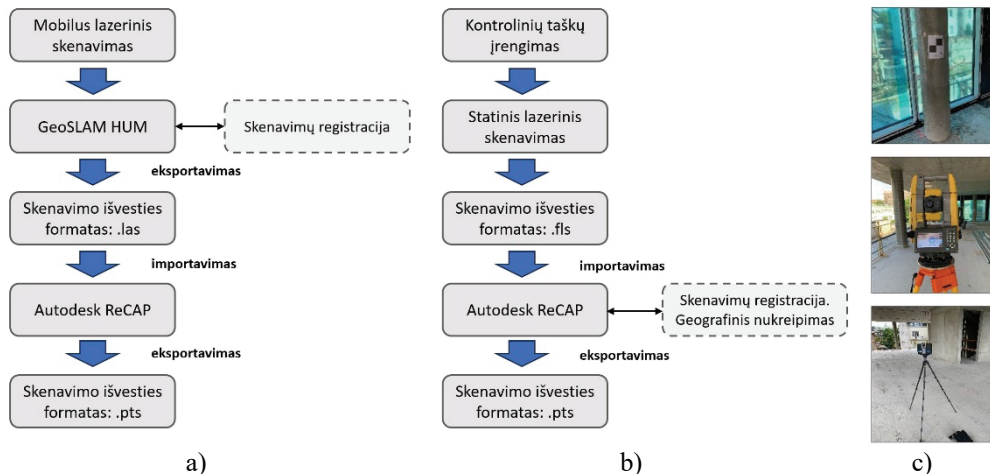 Mobilus lazerinis
skenavimas
GeoSLAM HUM
Skenavimų registracija
eksportavimas
Skenavimo išvesties
formatas: .las
importavimas
Autodesk ReCAP
eksportavimas
Skenavimo išvesties
formatas: .pts
a)
Kontrolinių taškų
įrengimas
Statinis lazerinis
skenavimas
Skenavimo išvesties
formatas: .fls
importavimas
Autodesk ReCAP
Skenavimų registracija.
Geografinis nukreipimas
eksportavimas
Skenavimo išvesties
formatas: .pts
b)
c)